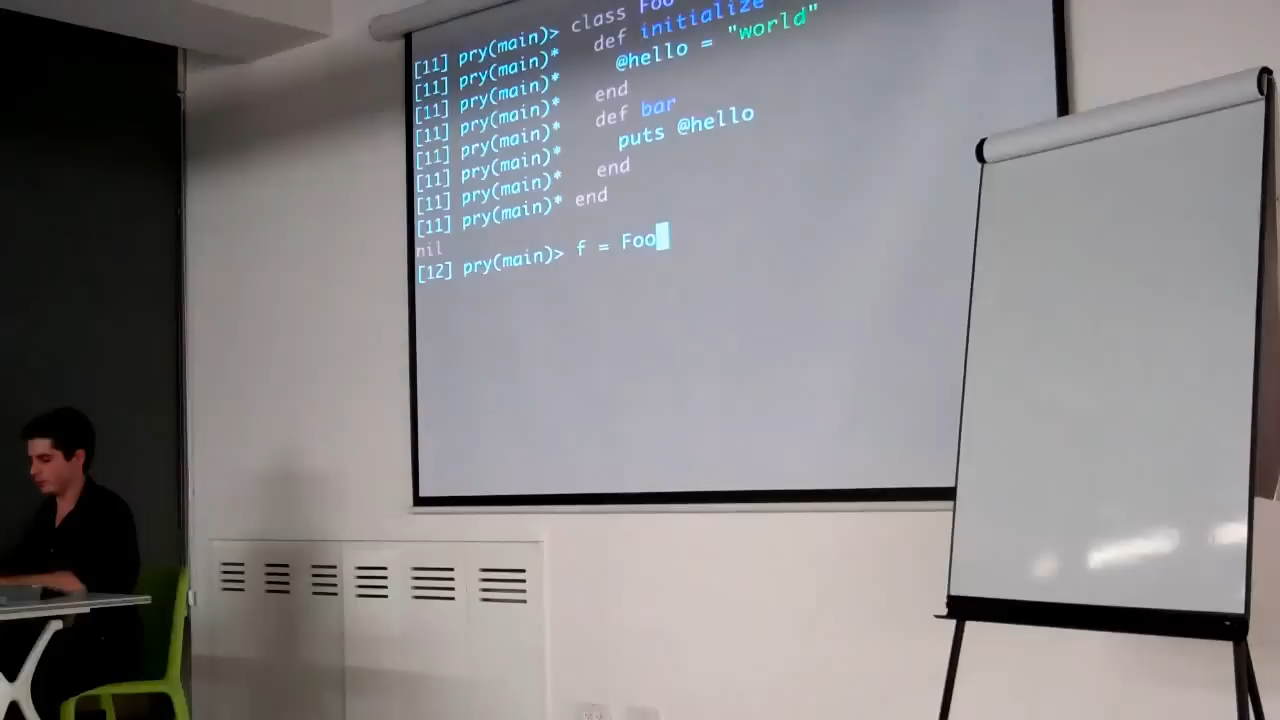 [11] pry(main)> class Foo
[11] pry(main)*   def initialize
[11] pry(main)*     @hello = "world"
[11] pry(main)*   end
[11] pry(main)*   def bar
[11] pry(main)*     puts @hello
[11] pry(main)*   end
[11] pry(main)* end
nil
[12] pry(main)> f = Foo